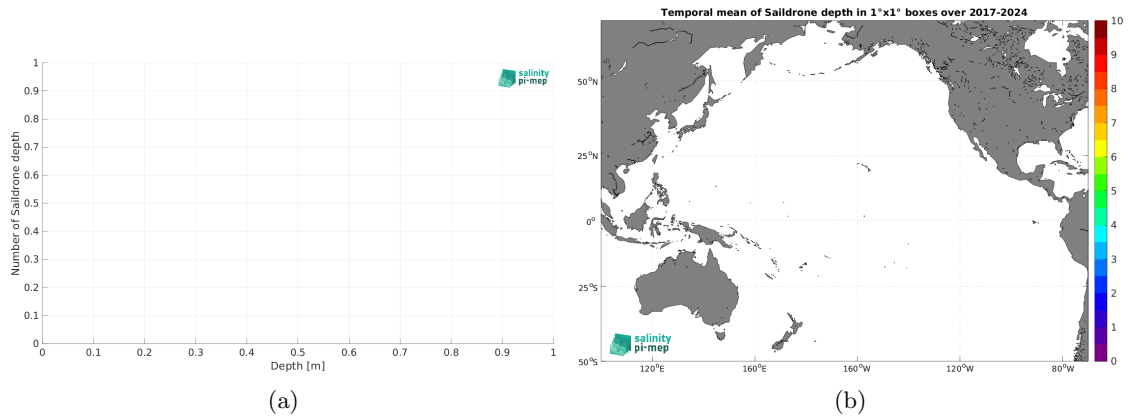 Temporal mean of Saildrone depth in 1°x1° boxes over 2017-2024
salinity
pi-mep
Number of Saildrone depth
1
0.9
0.8
0.7
0.6
0.5
0.4
0.3
0.2
0.1
0
0 0.1 0.2 0.3 0.4 0.5 0.6 0.7 0.8 0.9 1
Depth [m]
(a)
50°N
25°N
0°
25°S
50°S
120°E 160°E 160°W 120°W 80°W
salinity
pi-mep
10
9
8
7
6
5
4
3
2
1
0
(b)